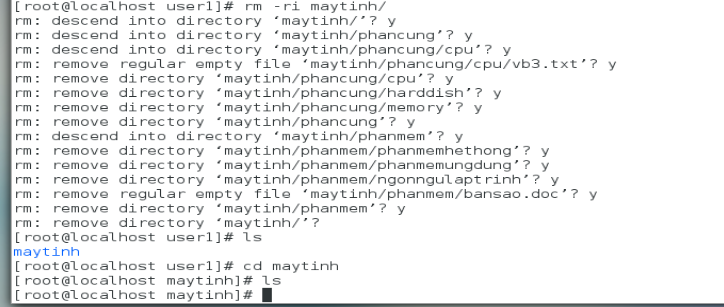 [root@localhost user1]# rm -ri maytinh/
rm: descend into directory ‘maytinh/’? y
rm: descend into directory ‘maytinh/phancung’? y
rm: descend into directory ‘maytinh/phancung/cpu’? y
rm: remove regular empty file ‘maytinh/phancung/cpu/vb3.txt’? y
rm: remove directory ‘maytinh/phancung/cpu’? y
rm: remove directory ‘maytinh/phancung/harddish’? y
rm: remove directory ‘maytinh/phancung/memory’? y
rm: remove directory ‘maytinh/phancung’? y
rm: descend into directory ‘maytinh/phanmem’? y
rm: remove directory ‘maytinh/phanmem/phanmemhethong’? y
rm: remove directory ‘maytinh/phanmem/phanmemungdung’? y
rm: remove directory ‘maytinh/phanmem/ngonngulaptrinh’? y
rm: remove regular empty file ‘maytinh/phanmem/bansao.doc’? y
rm: remove directory ‘maytinh/phanmem’? y
rm: remove directory ‘maytinh/’?
[root@localhost user1]# ls
maytinh
[root@localhost user1]# cd maytinh
[root@localhost maytinh]# ls
[root@localhost maytinh]#